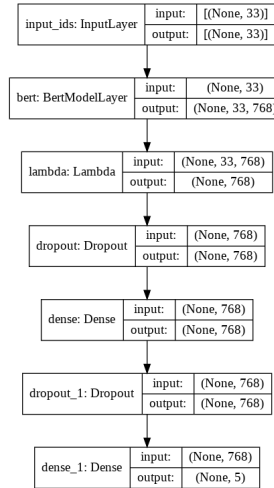 input_ids: InputLayer input: [(None, 33)]
output: [(None, 33)]
bert: BertModelLayer input: (None, 33)
output: (None, 33, 768)
lambda: Lambda input: (None, 33, 768)
output: (None, 768)
dropout: Dropout input: (None, 768)
output: (None, 768)
dense: Dense input: (None, 768)
output: (None, 768)
dropout_1: Dropout input: (None, 768)
output: (None, 768)
dense_1: Dense input: (None, 768)
output: (None, 5)